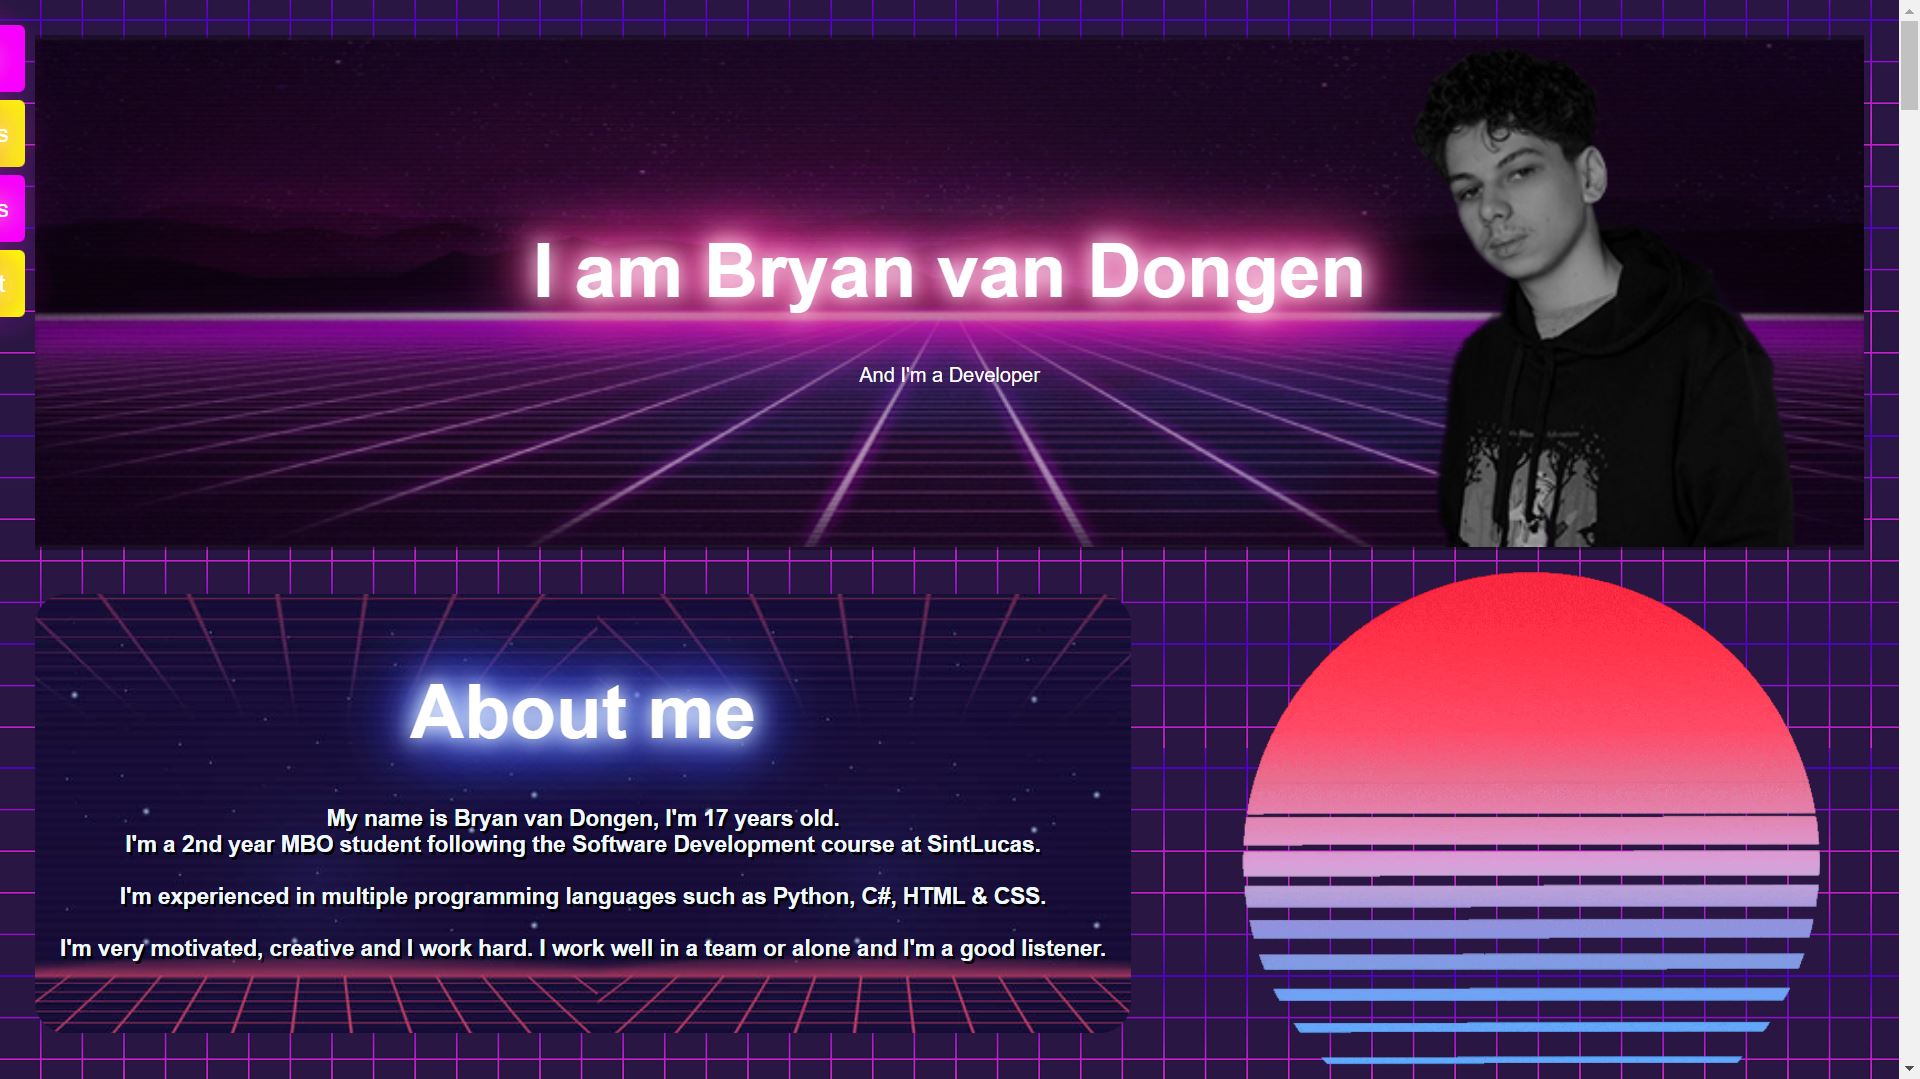 I am Bryan van Dongen
And I'm a Developer
About me
My name is Bryan van Dongen, I'm 17 years old.
I'm a 2nd year MBO student following the Software Development course at SintLucas.
I'm experienced in multiple programming languages such as Python, C#, HTML & CSS.
I'm very motivated, creative and I work hard. I work well in a team or alone and I'm a good listener.